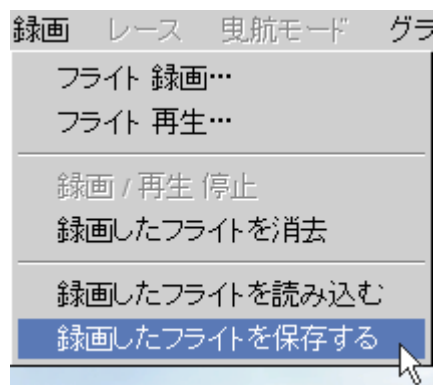 録画 レース 曳航モード グラ
フライト 録画…
フライト 再生…
録画 / 再生 停止
録画したフライトを消去
録画したフライトを読み込む
録画したフライトを保存する